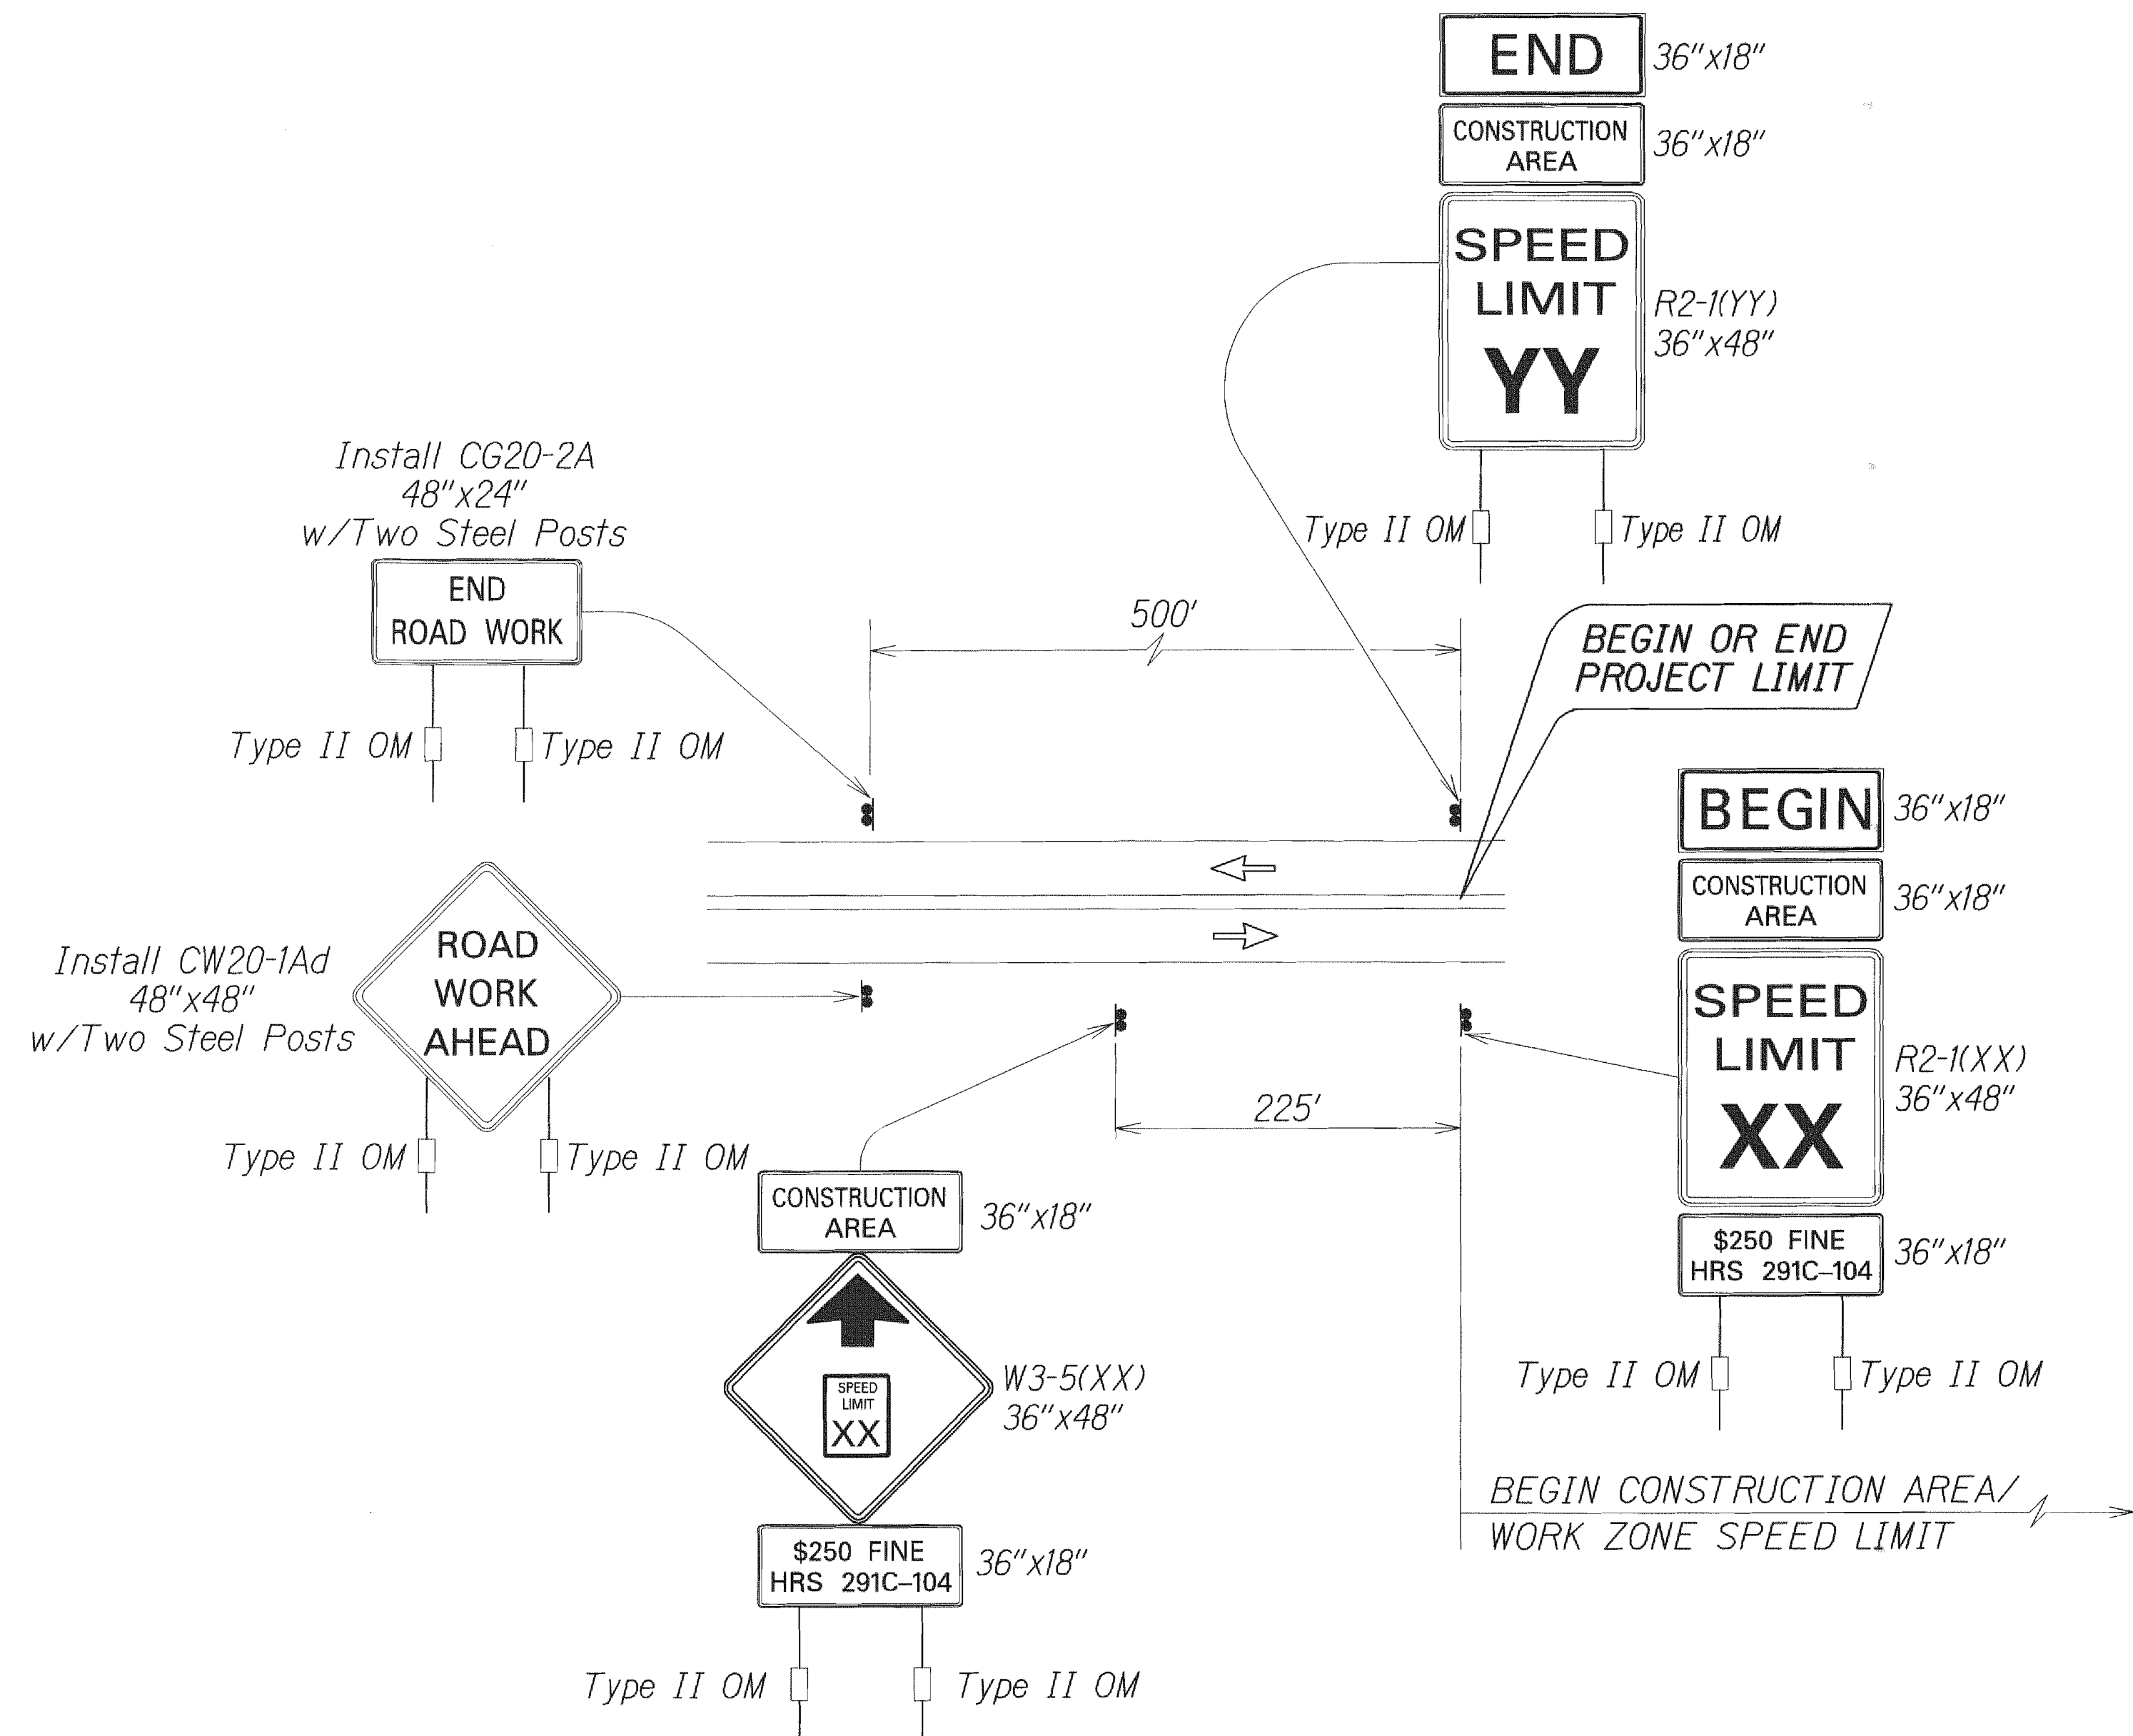 END
36"x18"
CONSTRUCTION
AREA
36"x18"
SPEED
LIMIT
YY
R2-1(YY)
36"x48"
Type II OM
Type II OM
Install CG20-2A
48"x24"
w/Two Steel Posts
END
ROAD WORK
Type II OM
Type II OM
500'
BEGIN OR END
PROJECT LIMIT
BEGIN
36"x18"
CONSTRUCTION
AREA
36"x18"
SPEED
LIMIT
XX
R2-1(XX)
36"x48"
$250 FINE
HRS 291C–104
36"x18"
Type II OM
Type II OM
Install CW20-1Ad
48"x48"
w/Two Steel Posts
ROAD
WORK
AHEAD
Type II OM
Type II OM
225'
CONSTRUCTION
AREA
36"x18"
SPEED
LIMIT
XX
W3-5(XX)
36"x48"
$250 FINE
HRS 291C–104
36"x18"
Type II OM
Type II OM
BEGIN CONSTRUCTION AREA/
WORK ZONE SPEED LIMIT